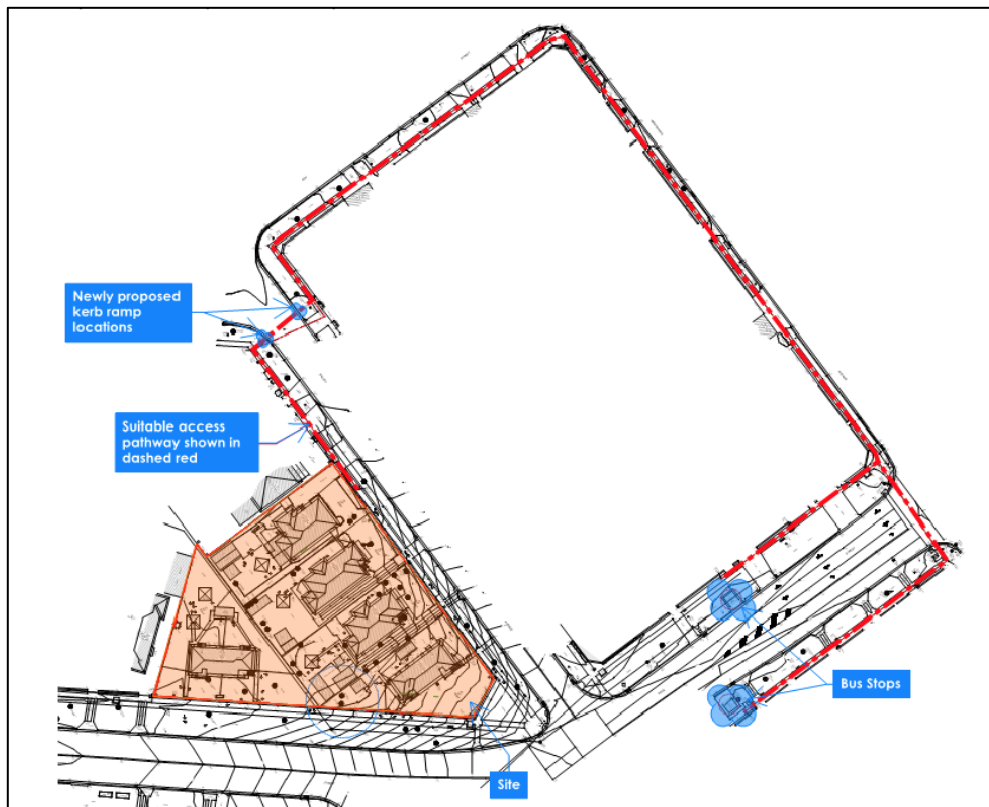 Newly proposed
kerb ramp
locations
Suitable access
pathway shown in
dashed red
Bus Stops
Site